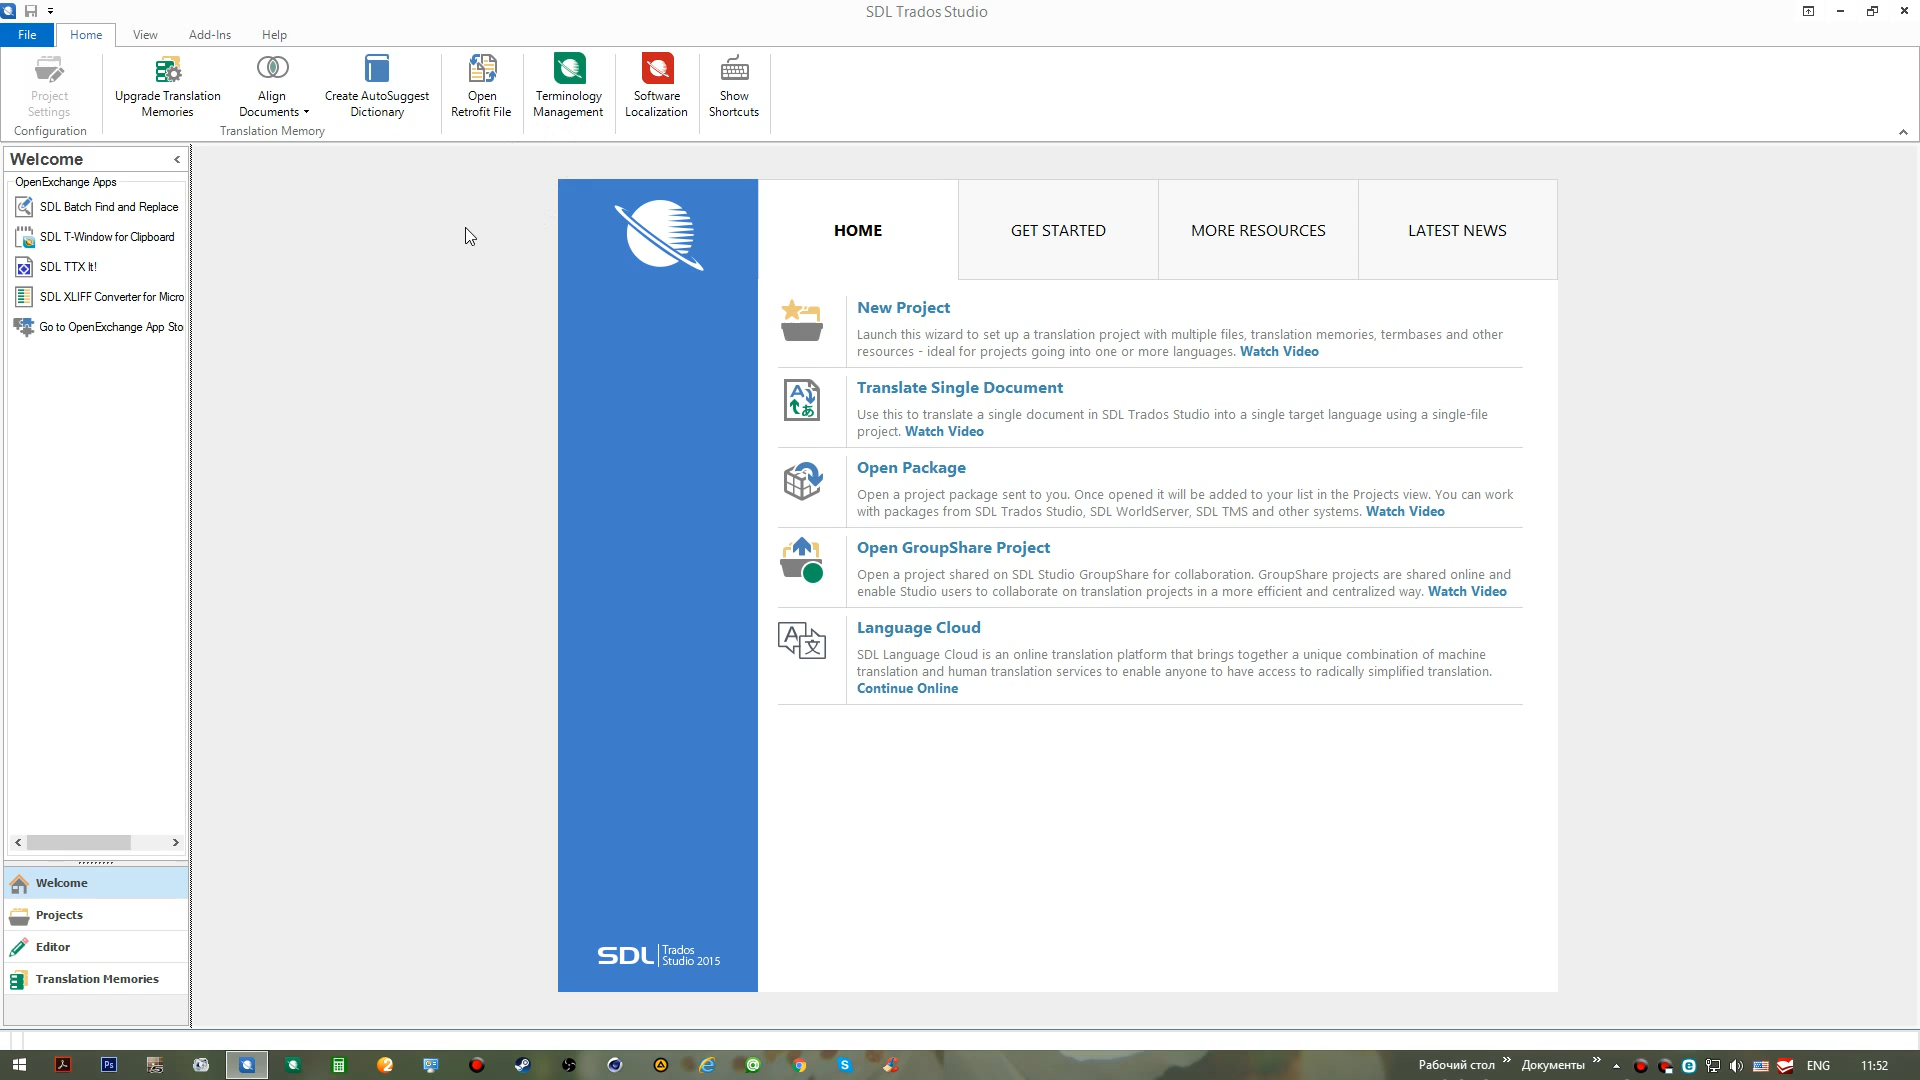 SDL Trados Studio
File
Home
View
Add-Ins
Help
Project
Settings
Upgrade Translation
Memories
Align
Documents
Create AutoSuggest
Dictionary
Open
Retrofit File
Terminology
Management
Software
Localization
Show
Shortcuts
Configuration
Translation Memory
Welcome
OpenExchange Apps
SDL Batch Find and Replace
SDL T-Window for Clipboard
SDL TTX It!
SDL XLIFF Converter for Micro
Go to OpenExchange App Sto
HOME
GET STARTED
MORE RESOURCES
LATEST NEWS
New Project
Launch this wizard to set up a translation project with multiple files, translation memories, termbases and other
resources - ideal for projects going into one or more languages. Watch Video
Translate Single Document
Use this to translate a single document in SDL Trados Studio into a single target language using a single-file
project. Watch Video
Open Package
Open a project package sent to you. Once opened it will be added to your list in the Projects view. You can work
with packages from SDL Trados Studio, SDL WorldServer, SDL TMS and other systems. Watch Video
Open GroupShare Project
Open a project shared on SDL Studio GroupShare for collaboration. GroupShare projects are shared online and
enable Studio users to collaborate on translation projects in a more efficient and centralized way. Watch Video
Language Cloud
SDL Language Cloud is an online translation platform that brings together a unique combination of machine
translation and human translation services to enable anyone to have access to radically simplified translation.
Continue Online
Welcome
Projects
Editor
Translation Memories
SDL Trados
Studio 2015
Рабочий стол
Документы
ENG
11:52